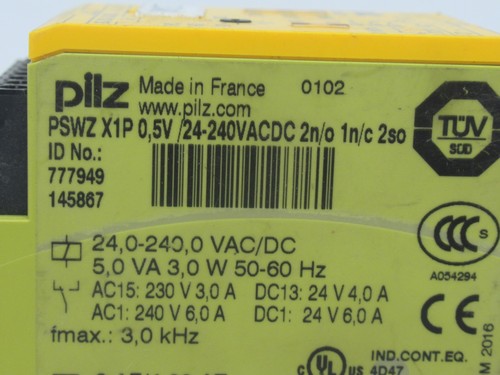 pilz Made in France 0102
www.pilz.com
PSWZ X1P 0,5V /24-240VACDC 2n/o 1n/c 2so
ID No.:
777949
145867
TÜV
SÜD
CCC S
A054294
24,0-240,0 VAC/DC
5,0 VA 3,0 W 50-60 Hz
AC15: 230 V 3,0 A DC13: 24 V 4,0 A
AC1: 240 V 6,0 A DC1: 24 V 6,0 A
fmax.: 3,0 kHz
CE
M 2016
c UL us IND.CONT.EQ.
4D47